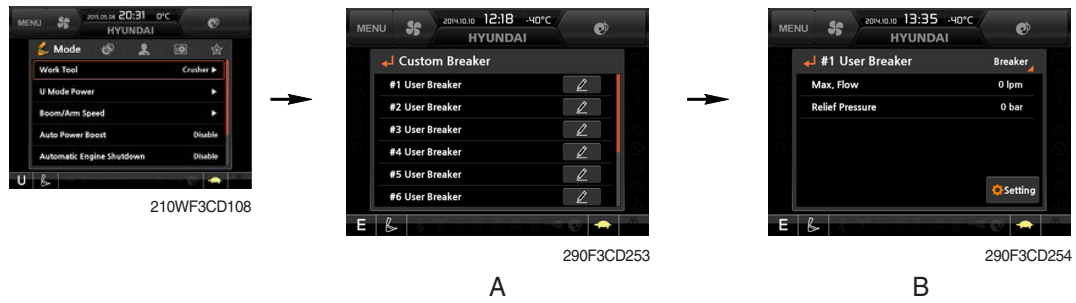 MENU 2015.05.08 20:31 0°C
HYUNDAI
Mode
Work Tool Crusher ▶
U Mode Power ▶
Boom/Arm Speed ▶
Auto Power Boost Disable
Automatic Engine Shutdown Disable
U
210WF3CD108
MENU 2014.10.10 12:18 -40°C
HYUNDAI
Custom Breaker
#1 User Breaker
#2 User Breaker
#3 User Breaker
#4 User Breaker
#5 User Breaker
#6 User Breaker
E
290F3CD253
A
MENU 2014.10.10 13:35 -40°C
HYUNDAI
#1 User Breaker Breaker
Max, Flow 0 lpm
Relief Pressure 0 bar
Setting
E
290F3CD254
B